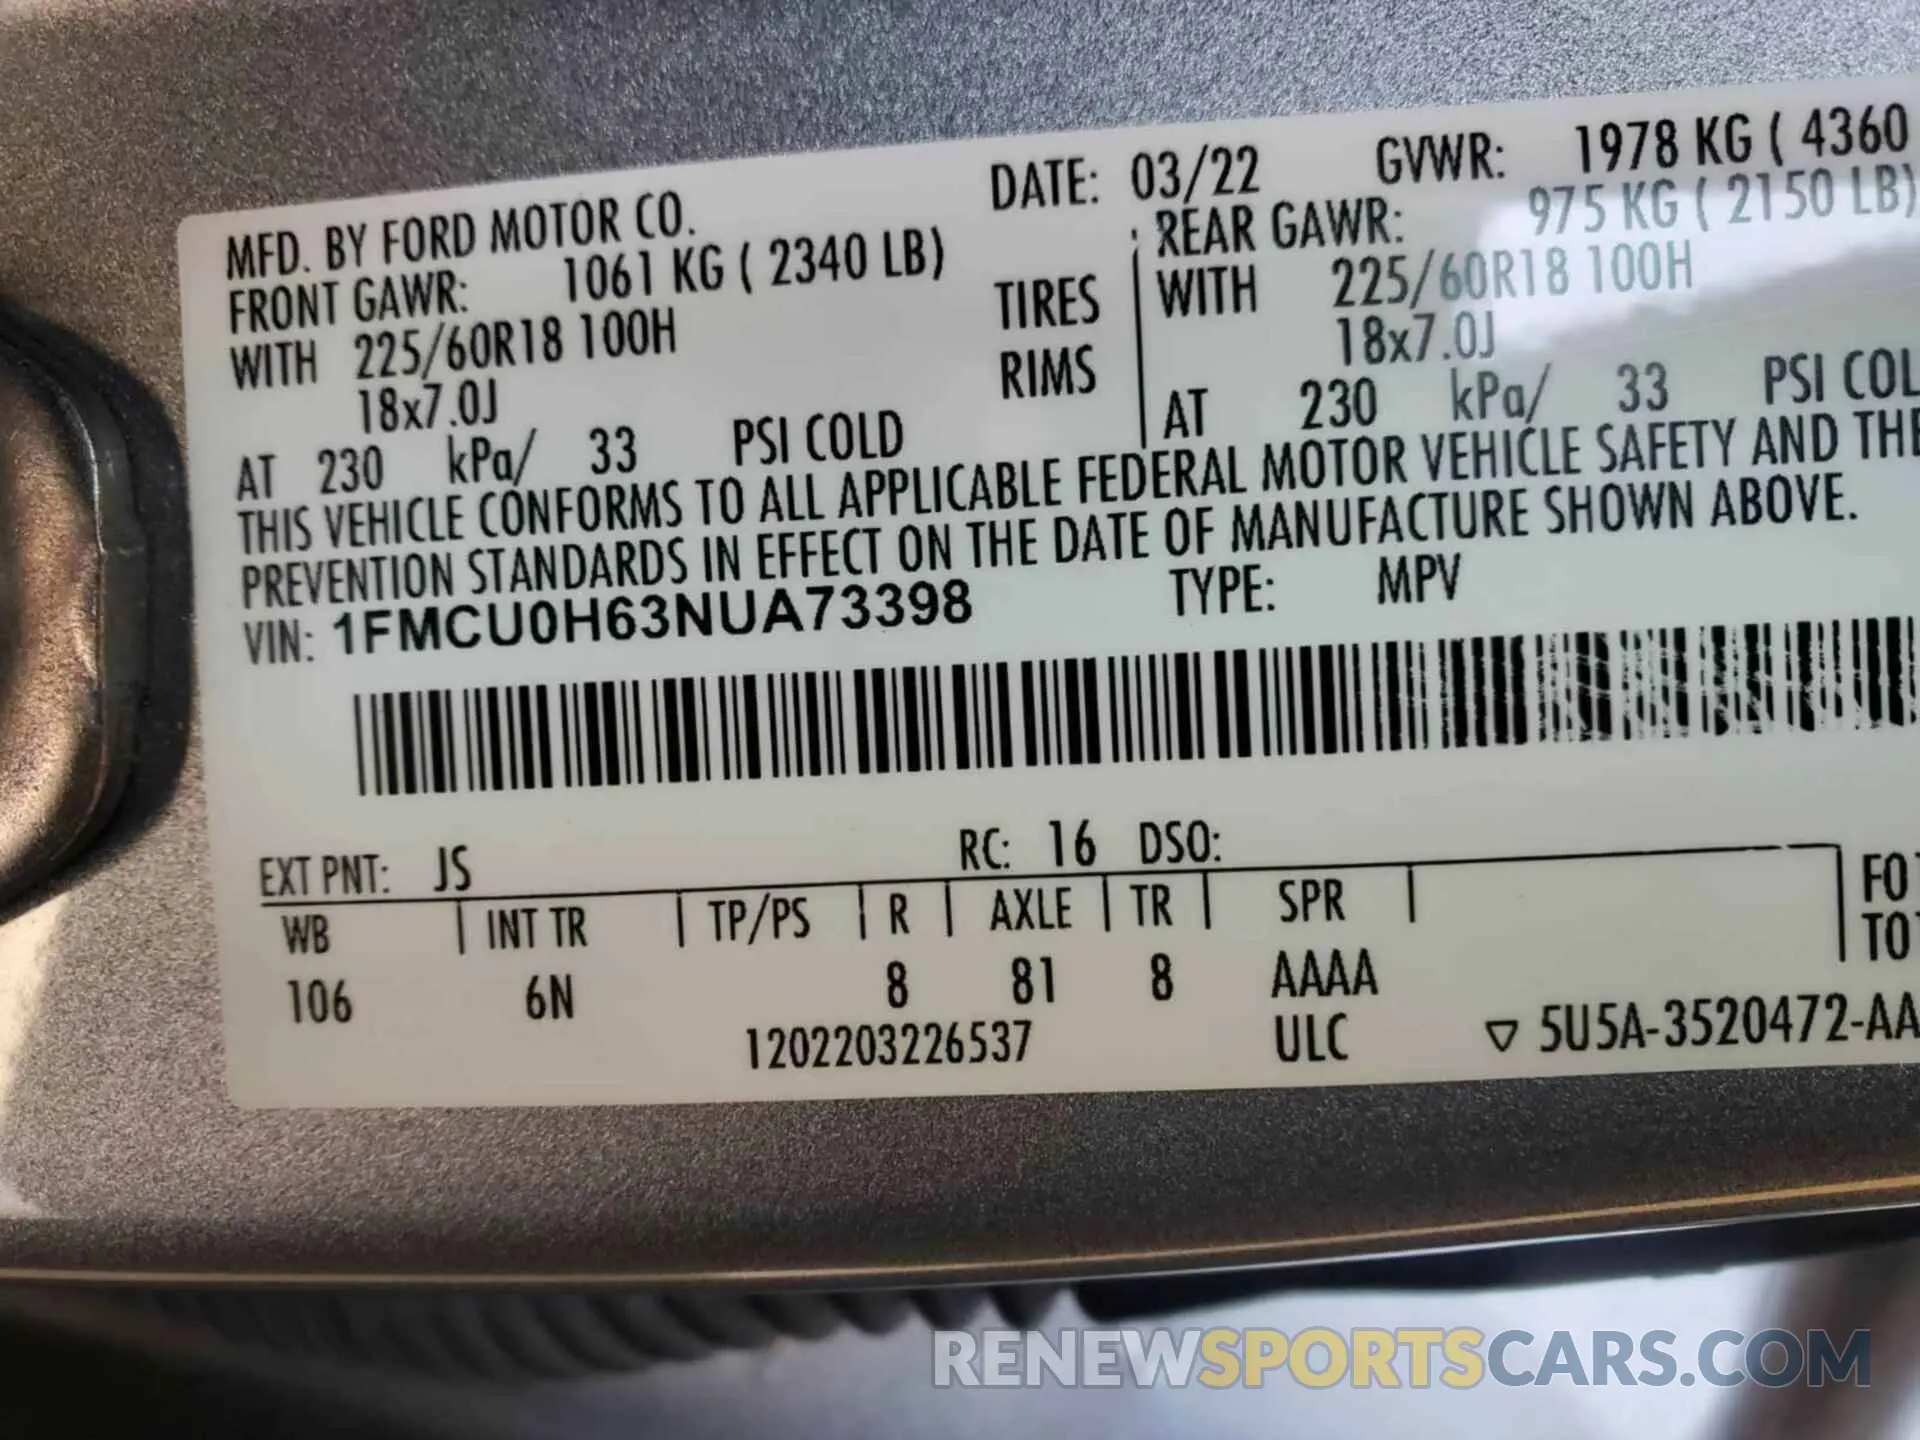 MFD. BY FORD MOTOR CO. DATE: 03/22 GVWR: 1978 KG ( 4360
FRONT GAWR: 1061 KG ( 2340 LB) REAR GAWR: 975 KG ( 2150 LB)
WITH 225/60R18 100H TIRES WITH 225/60R18 100H
18x7.0J RIMS 18x7.0J
AT 230 kPa/ 33 PSI COLD AT 230 kPa/ 33 PSI COL
THIS VEHICLE CONFORMS TO ALL APPLICABLE FEDERAL MOTOR VEHICLE SAFETY AND THE
PREVENTION STANDARDS IN EFFECT ON THE DATE OF MANUFACTURE SHOWN ABOVE.
VIN: 1FMCU0H63NUA73398 TYPE: MPV
EXT PNT: JS RC: 16 DSO:
WB INT TR TP/PS R AXLE TR SPR
106 6N 8 81 8 AAAA
1202203226537 ULC ▽ 5U5A-3520472-AA
RENEWSPORTSCARS.COM